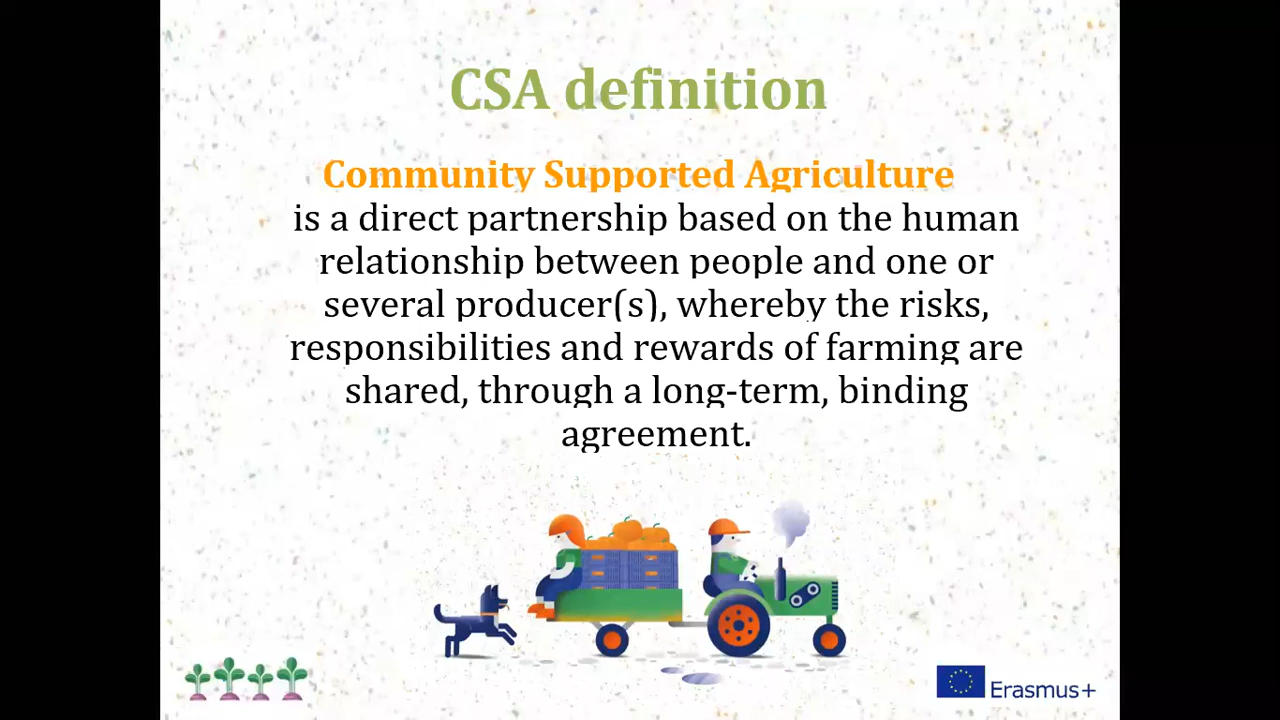 CSA definition
Community Supported Agriculture
is a direct partnership based on the human
relationship between people and one or
several producer(s), whereby the risks,
responsibilities and rewards of farming are
shared, through a long-term, binding
agreement.
Erasmus+